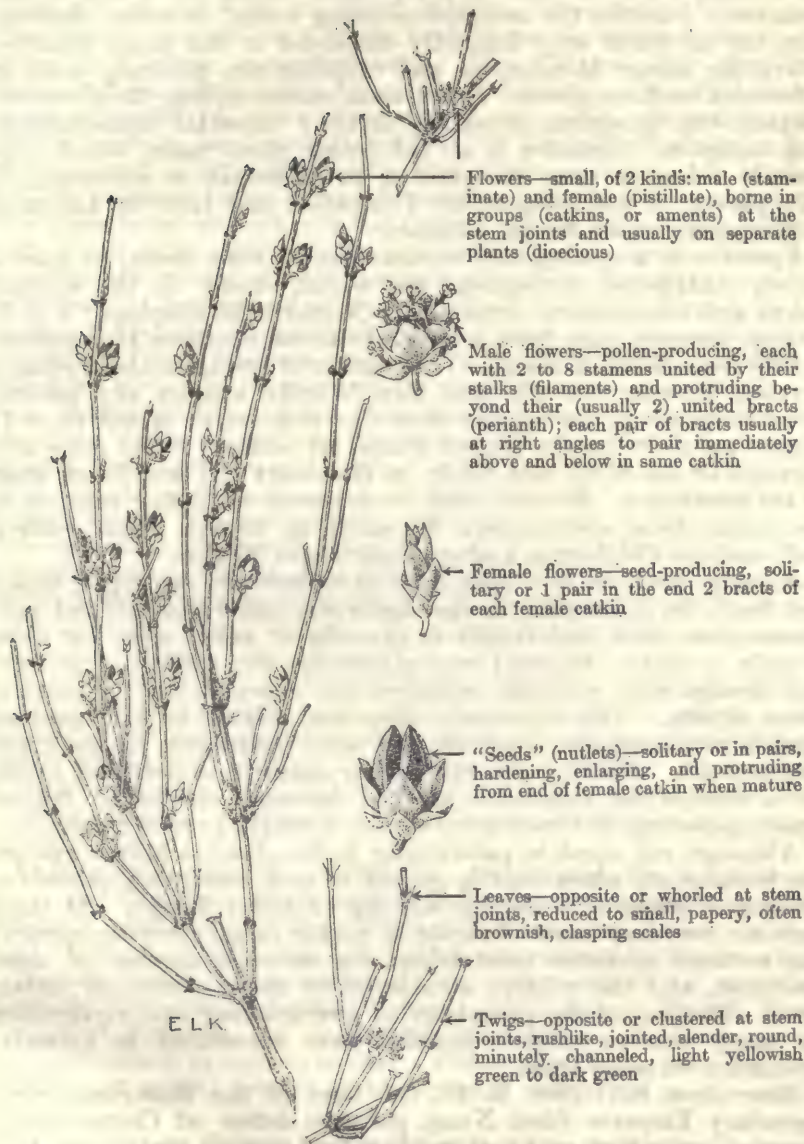 Flowers—small, of 2 kinds: male (stam-
inate) and female (pistillate), borne in
groups (catkins, or aments) at the
stem joints and usually on separate
plants (dioecious)
Male flowers—pollen-producing, each
with 2 to 8 stamens united by their
stalks (filaments) and protruding be-
yond their (usually 2) united bracts
(perianth); each pair of bracts usually
at right angles to pair immediately
above and below in same catkin
Female flowers—seed-producing, soli-
tary or 1 pair in the end 2 bracts of
each female catkin
"Seeds" (nutlets)—solitary or in pairs,
hardening, enlarging, and protruding
from end of female catkin when mature
Leaves—opposite or whorled at stem
joints, reduced to small, papery, often
brownish, clasping scales
E L K.
Twigs—opposite or clustered at stem
joints, rushlike, jointed, slender, round,
minutely channeled, light yellowish
green to dark green